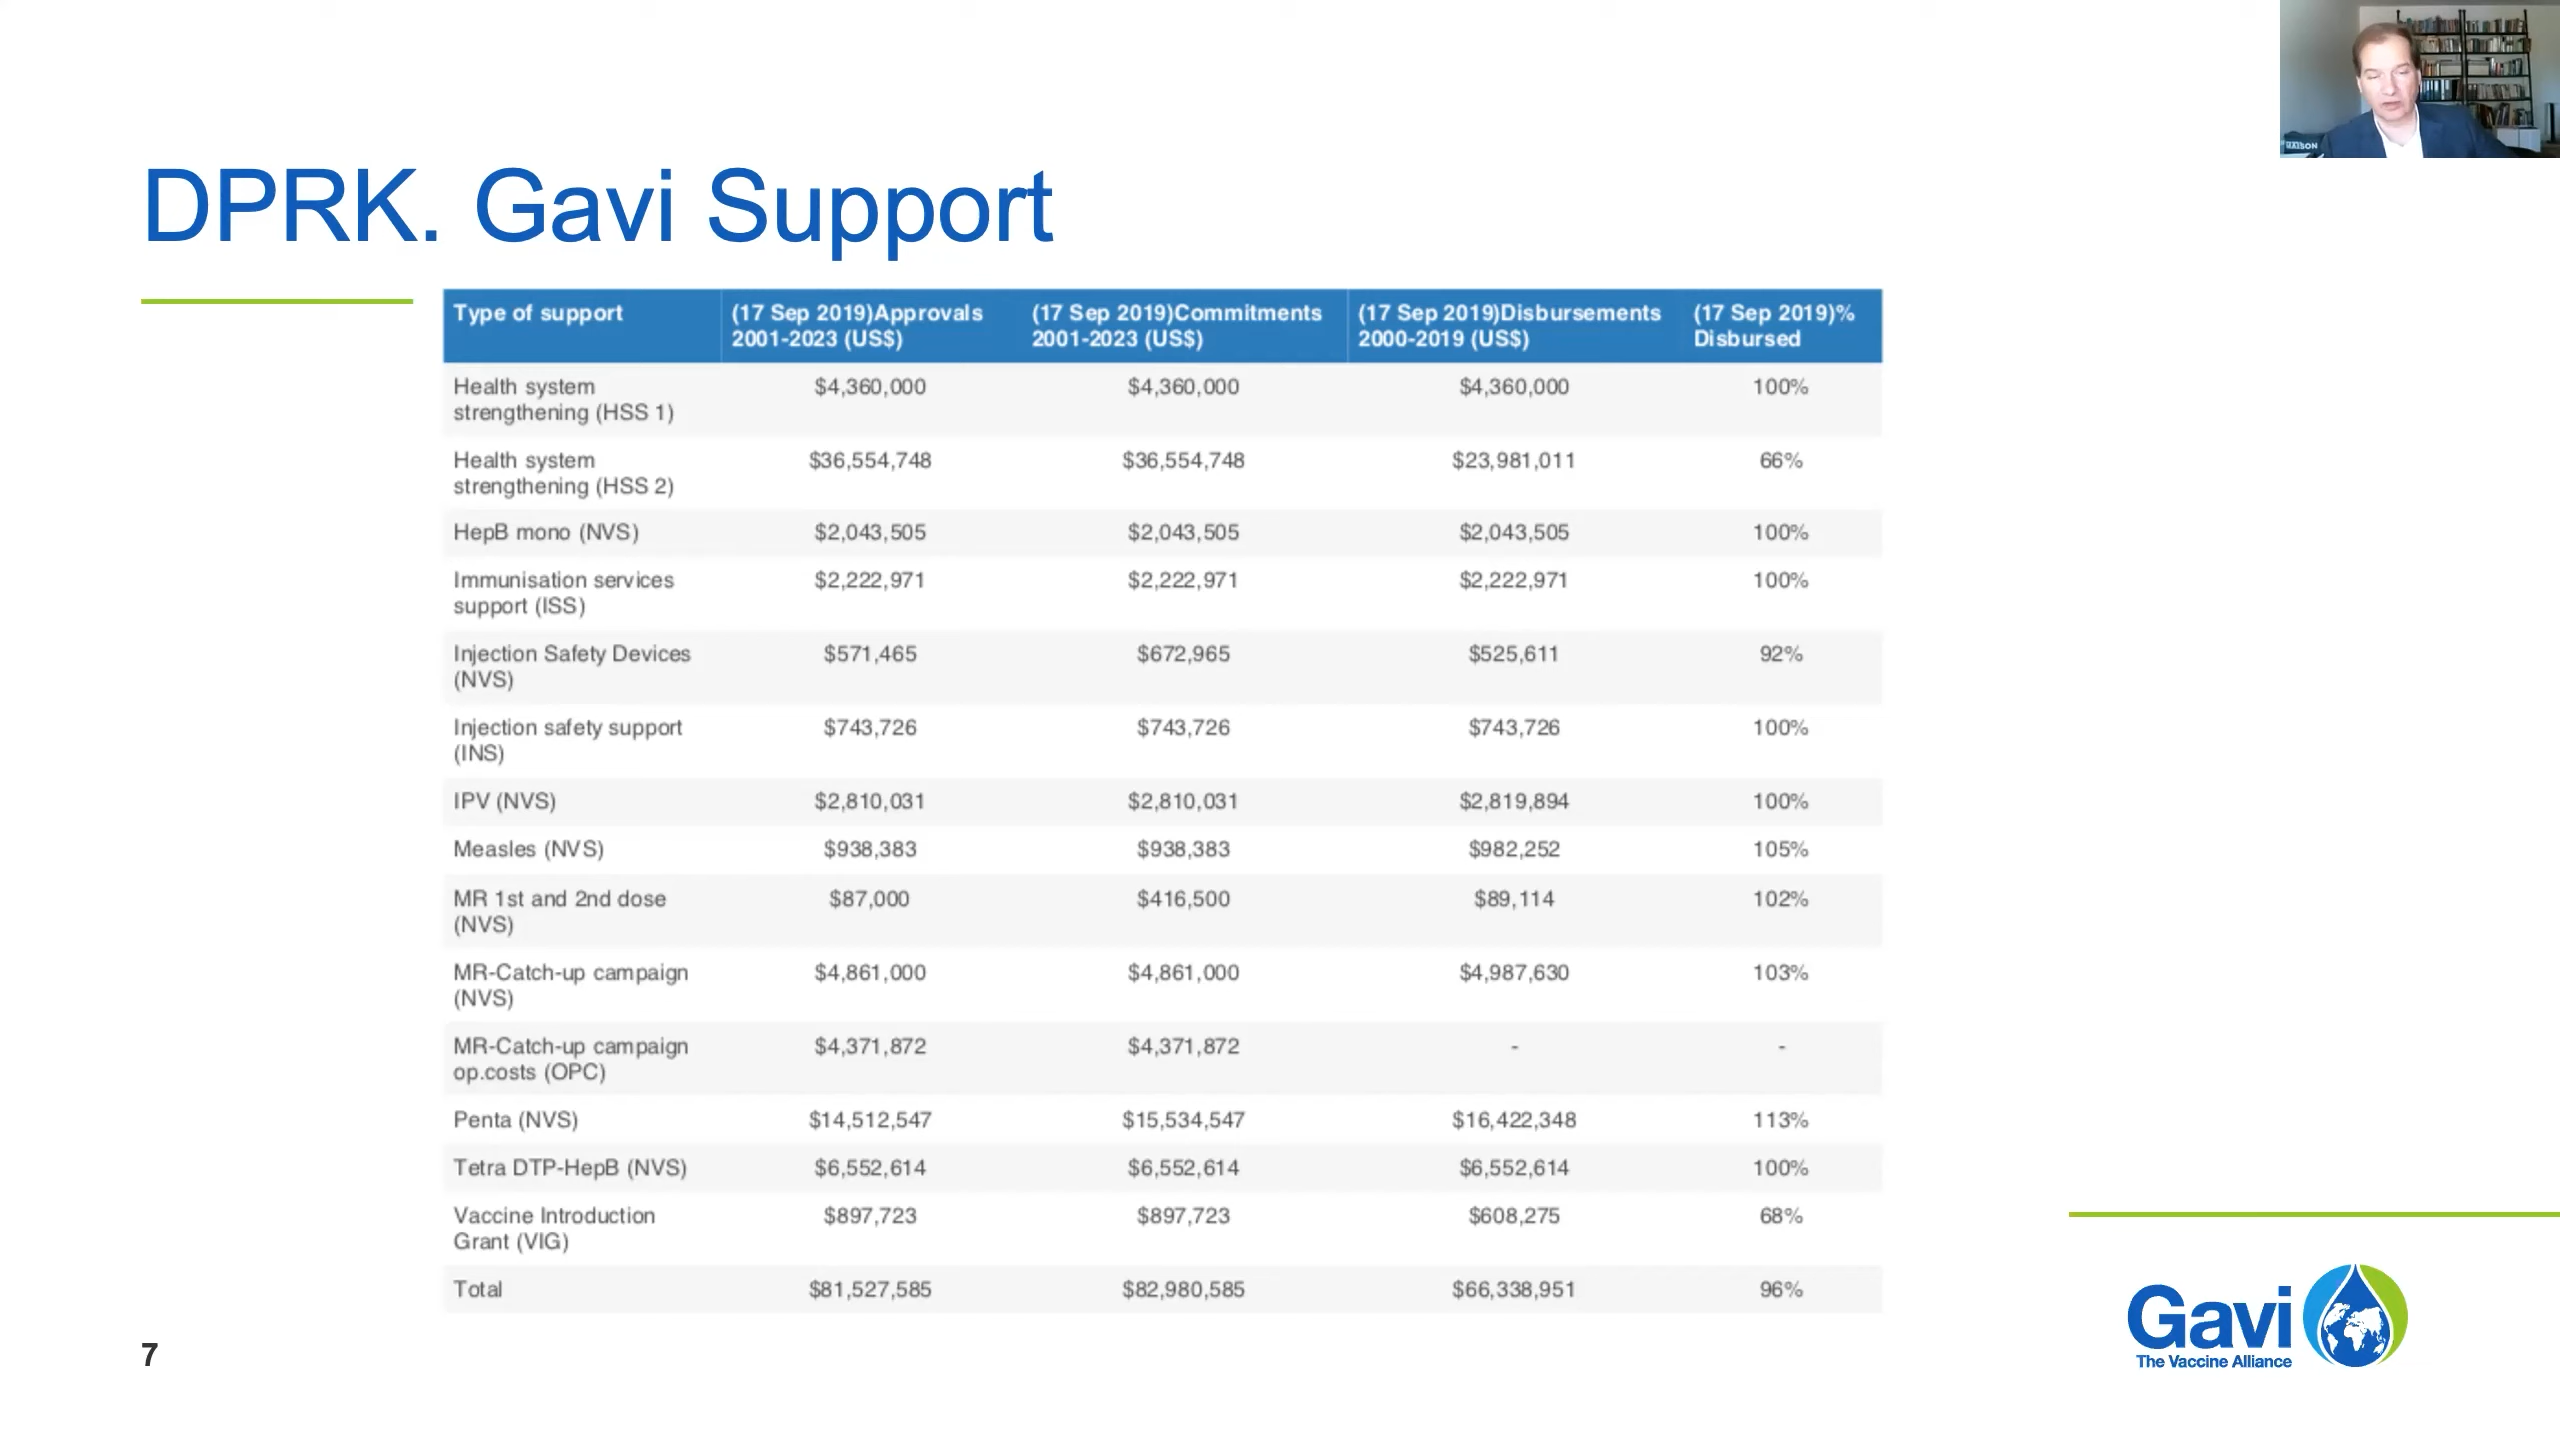 DPRK. Gavi Support
Type of support (17 Sep 2019)Approvals (17 Sep 2019)Commitments (17 Sep 2019)Disbursements (17 Sep 2019)%
2001-2023 (US$) 2001-2023 (US$) 2000-2019 (US$) Disbursed
Health system $4,360,000 $4,360,000 $4,360,000 100%
strengthening (HSS 1)
Health system $36,554,748 $36,554,748 $23,981,011 66%
strengthening (HSS 2)
HepB mono (NVS) $2,043,505 $2,043,505 $2,043,505 100%
Immunisation services $2,222,971 $2,222,971 $2,222,971 100%
support (ISS)
Injection Safety Devices $571,465 $672,965 $525,611 92%
(NVS)
Injection safety support $743,726 $743,726 $743,726 100%
(INS)
IPV (NVS) $2,810,031 $2,810,031 $2,819,894 100%
Measles (NVS) $938,383 $938,383 $982,252 105%
MR 1st and 2nd dose $87,000 $416,500 $89,114 102%
(NVS)
MR-Catch-up campaign $4,861,000 $4,861,000 $4,987,630 103%
(NVS)
MR-Catch-up campaign $4,371,872 $4,371,872 - -
op.costs (OPC)
Penta (NVS) $14,512,547 $15,534,547 $16,422,348 113%
Tetra DTP-HepB (NVS) $6,552,614 $6,552,614 $6,552,614 100%
Vaccine Introduction $897,723 $897,723 $608,275 68%
Grant (VIG)
Total $81,527,585 $82,980,585 $66,338,951 96%
7
Gavi
The Vaccine Alliance